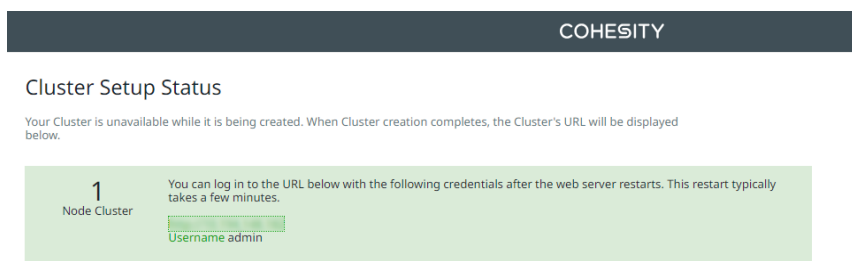 COHESITY
Cluster Setup Status
Your Cluster is unavailable while it is being created. When Cluster creation completes, the Cluster's URL will be displayed
below.
1
Node Cluster
You can log in to the URL below with the following credentials after the web server restarts. This restart typically
takes a few minutes.
Username admin